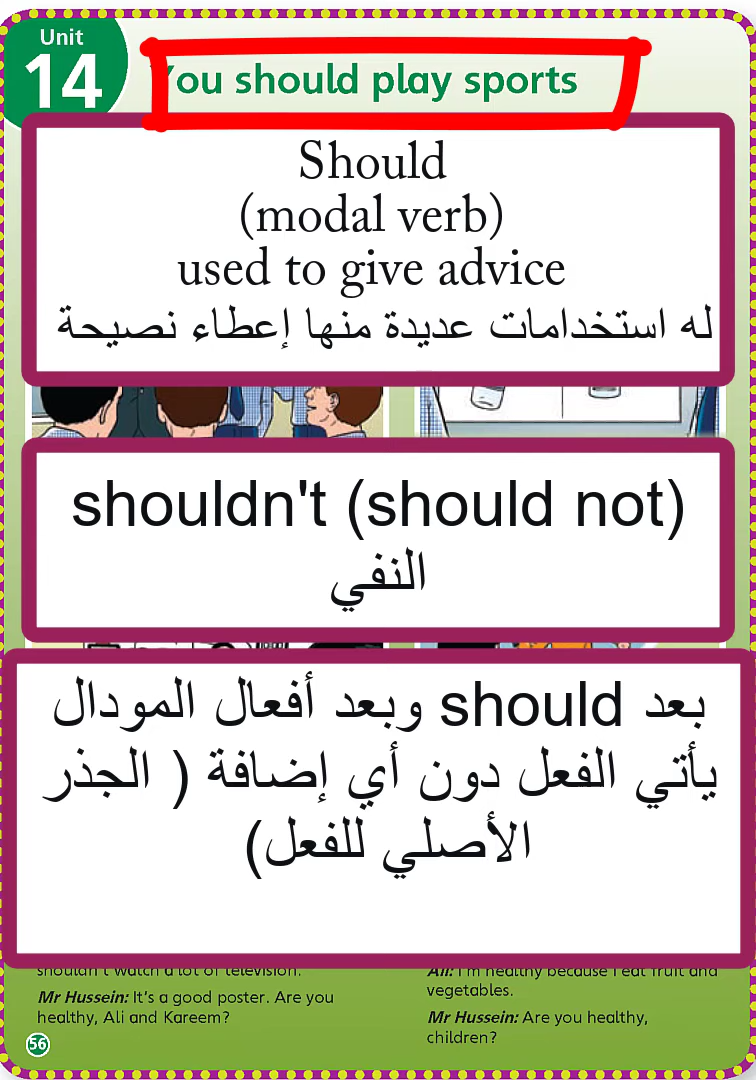 Unit
14
You should play sports
Should
(modal verb)
used to give advice
له استخدامات عديدة منها إعطاء نصيحة
shouldn't (should not)
النفي
بعد should وبعد أفعال المودال
يأتي الفعل دون أي إضافة ( الجذر
الأصلي للفعل)
shouldn't watch a lot of television.
Mr Hussein: It's a good poster. Are you
healthy, Ali and Kareem?
Ali: I'm healthy because I eat fruit and
vegetables.
Mr Hussein: Are you healthy,
children?
56